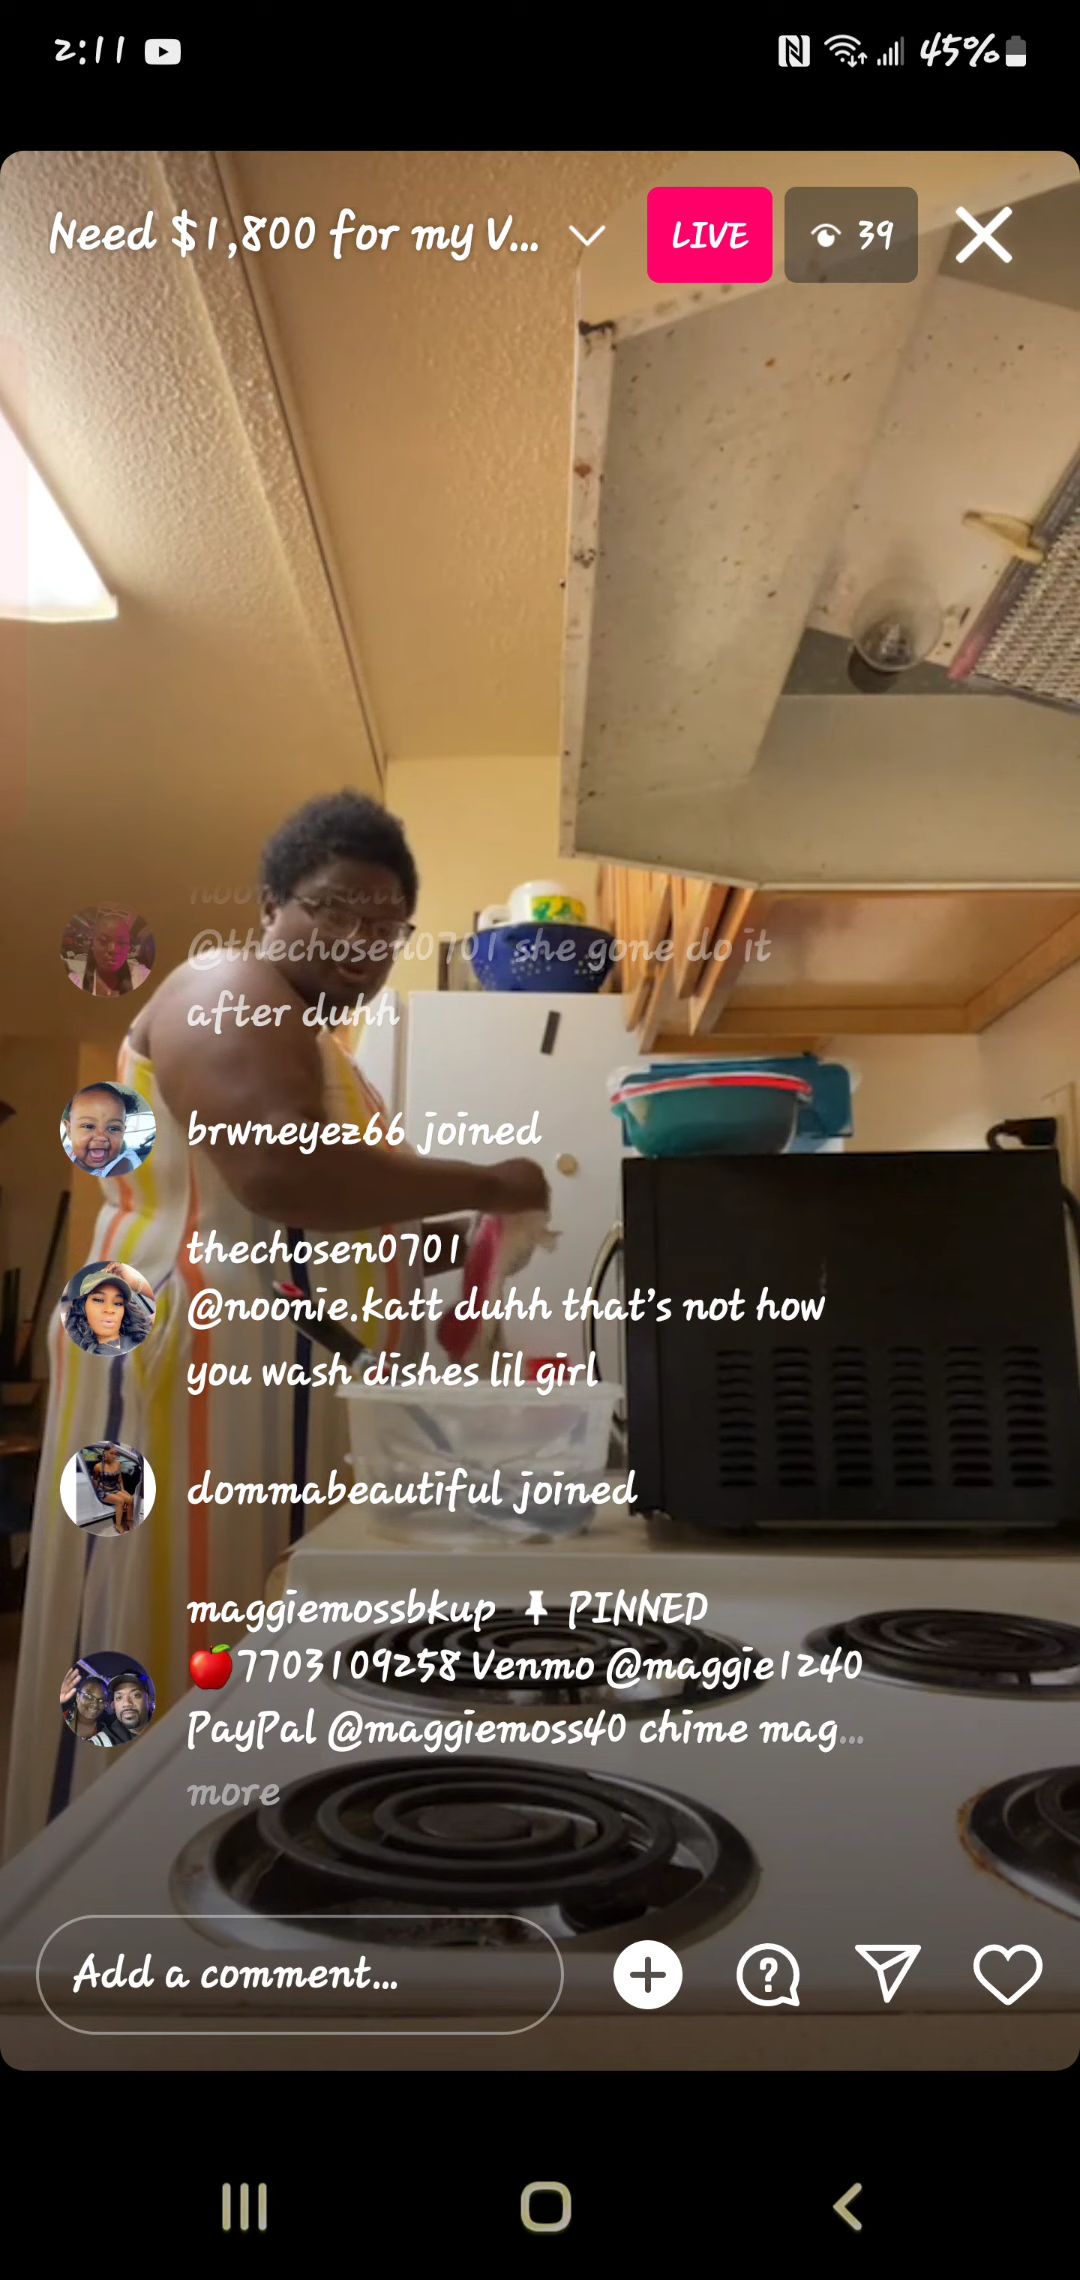 2:11
45%
Need $1,800 for my V...
LIVE
39
noonie.katt
@thechosen0701 she gone do it
after duhh
brwneyez66 joined
thechosen0701
@noonie.katt duhh that's not how
you wash dishes lil girl
dommabeautiful joined
maggiemossbkup PINNED
🍎7703109258 Venmo @maggie1240
PayPal @maggiemoss40 chime mag...
more
Add a comment...